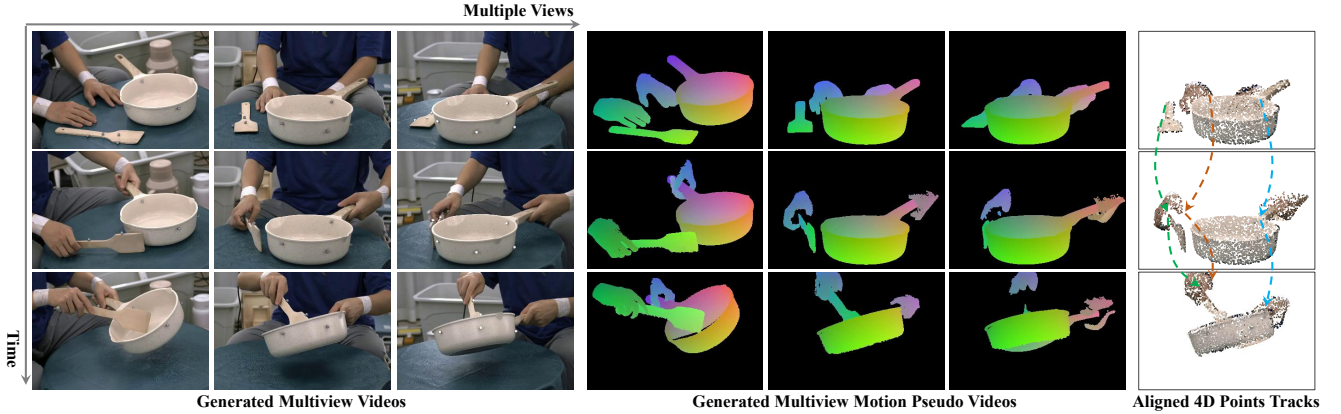 Multiple Views
Time
Generated Multiview Videos
Generated Multiview Motion Pseudo Videos
Aligned 4D Points Tracks